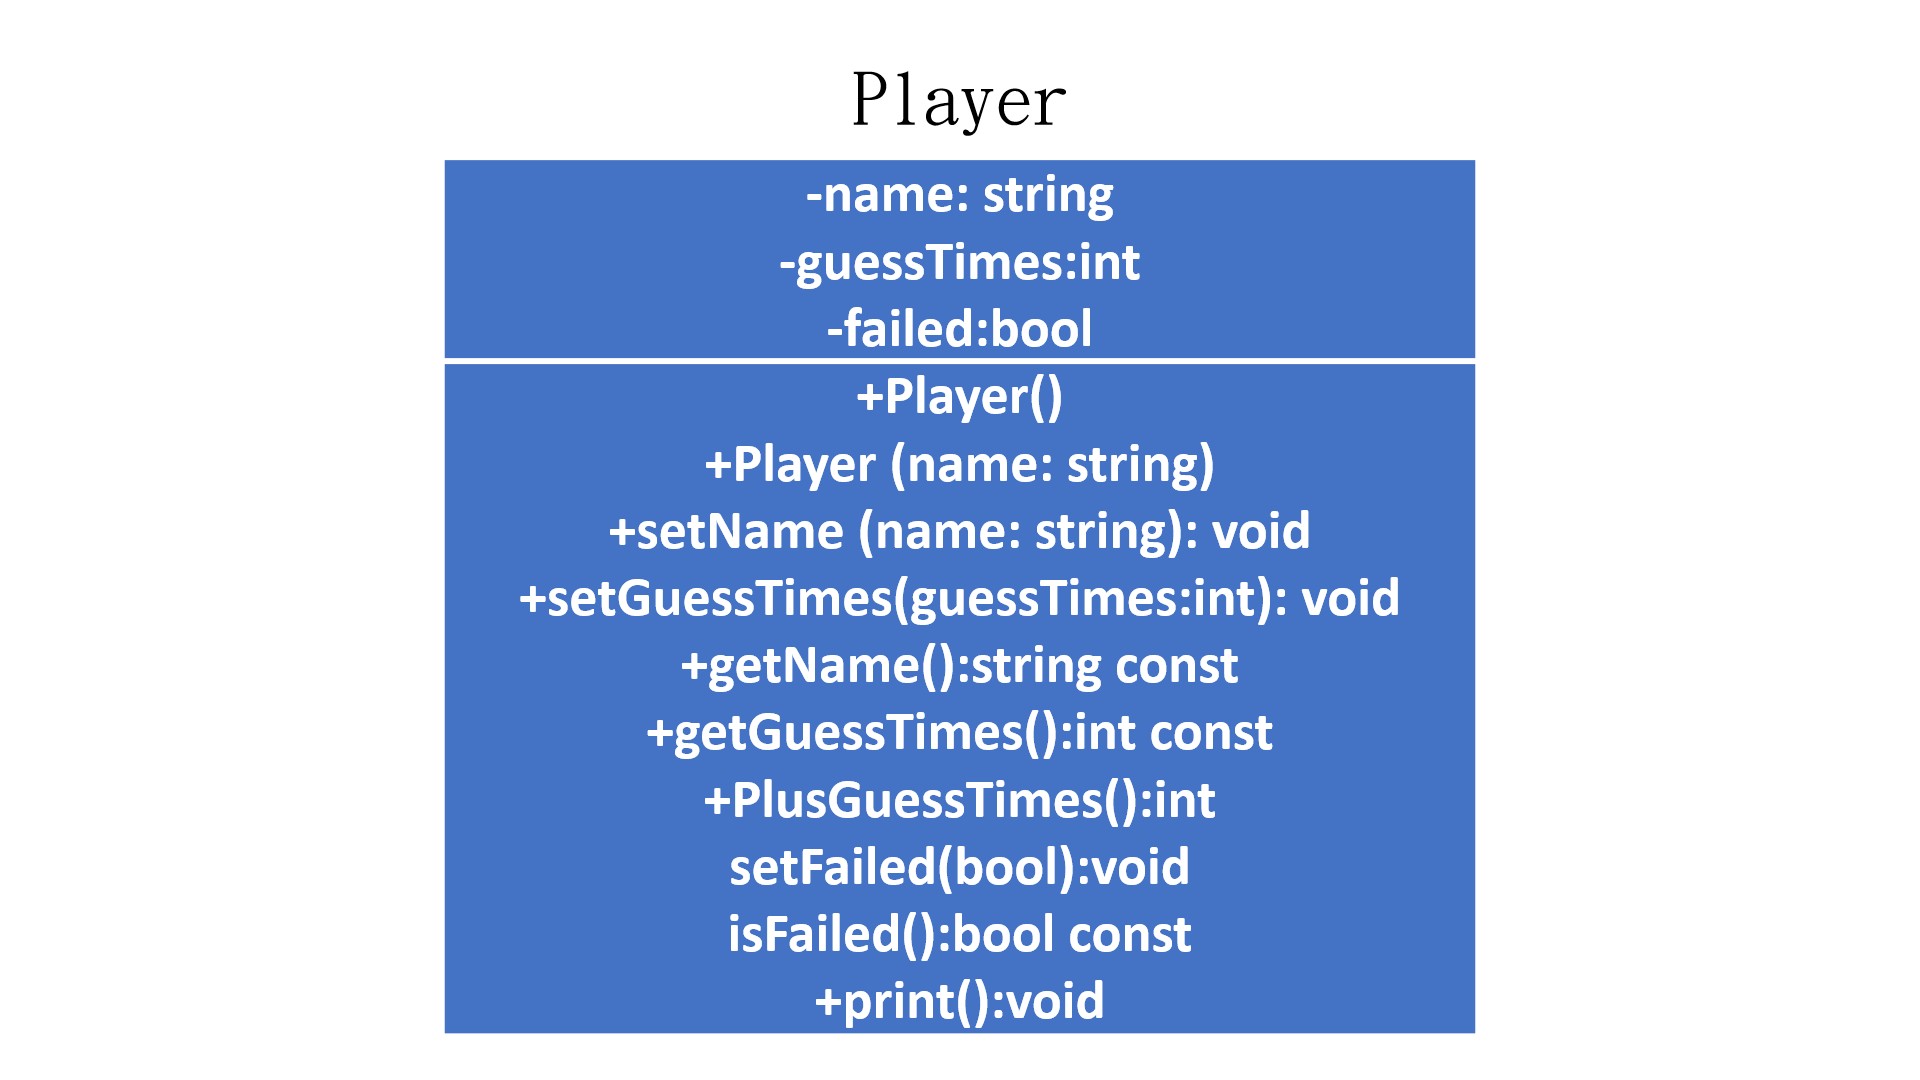 Player
-name: string
-guessTimes:int
-failed:bool
+Player()
+Player (name: string)
+setName (name: string): void
+setGuessTimes(guessTimes:int): void
+getName():string const
+getGuessTimes():int const
+PlusGuessTimes():int
setFailed(bool):void
isFailed():bool const
+print():void